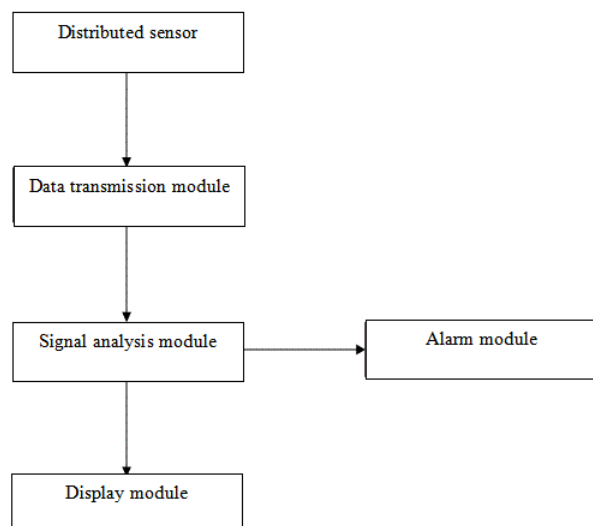 Distributed sensor
Data transmission module
Signal analysis module
Alarm module
Display module